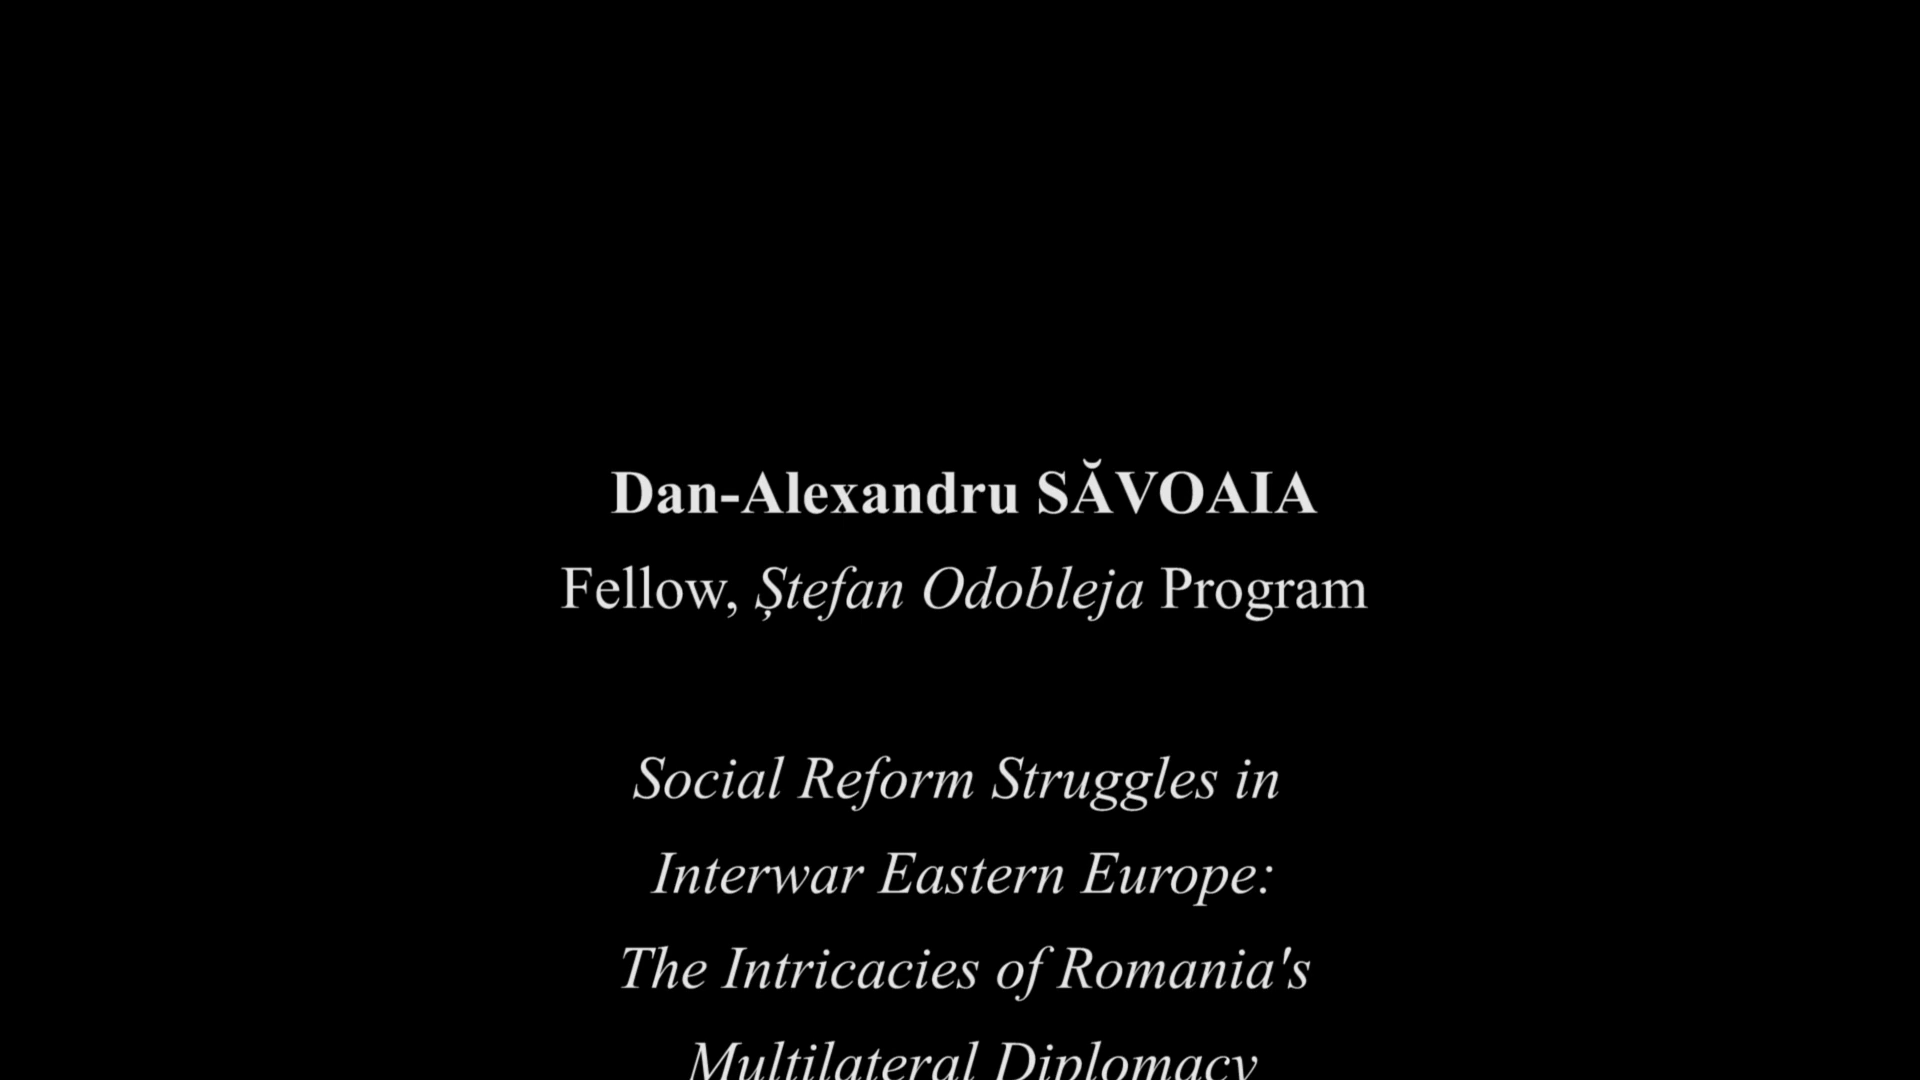 Dan-Alexandru SĂVOAIA
Fellow, Ștefan Odobleja Program
Social Reform Struggles in
Interwar Eastern Europe:
The Intricacies of Romania's
Multilateral Diplomacy